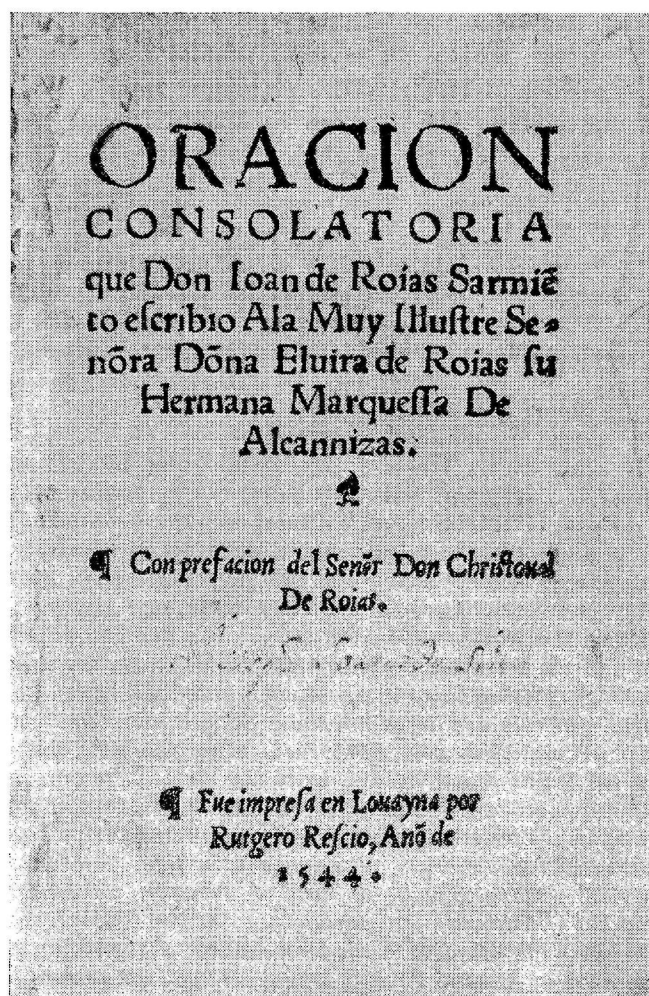 ORACION
CONSOLATORIA
que Don Ioan de Roias Sarmiẽ
to eſcribio Ala Muy Illuſtre Se-
nõra Dõna Eluira de Roias ſu
Hermana Marqueſſa De
Alcannizas.
¶ Con prefacion del Senõr Don Chriſtoual
De Roias.
¶ Fue impreſa en Louayna por
Rutgero Reſcio, Anõ de
1544.